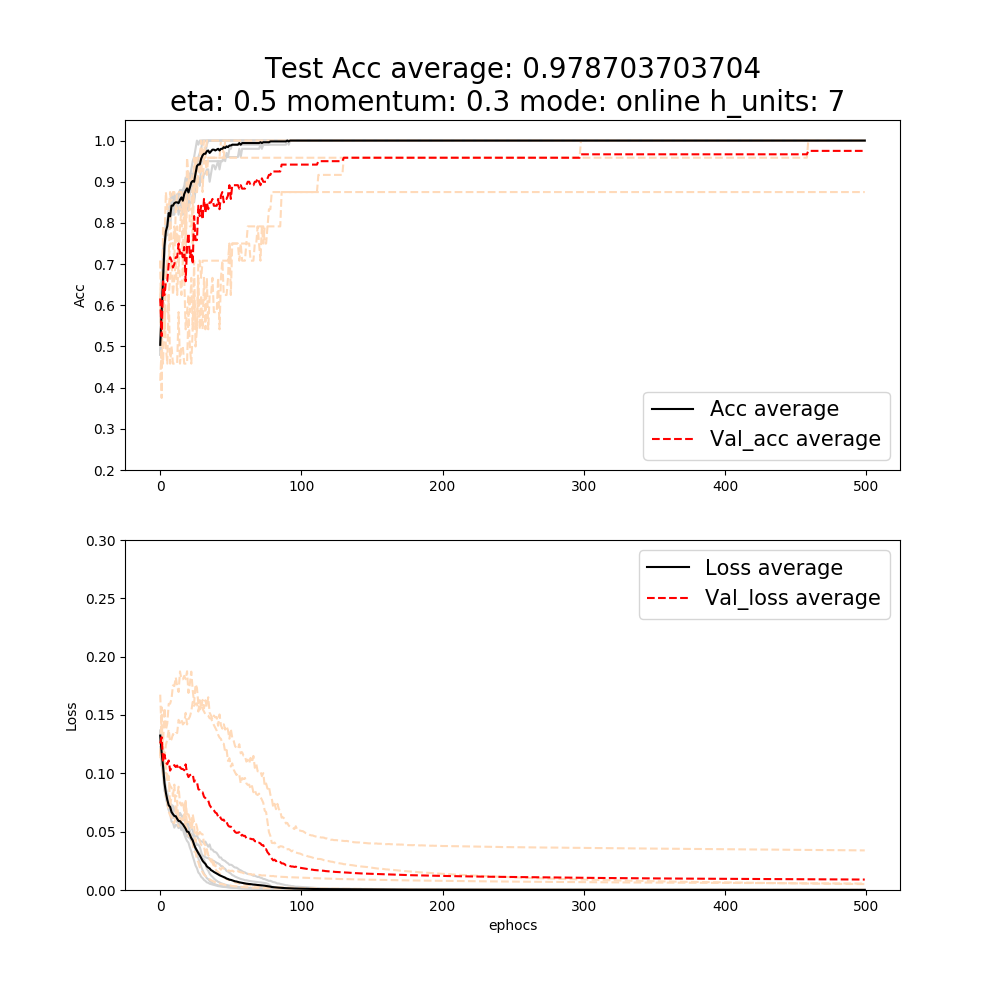 Test Acc average: 0.978703703704
eta: 0.5 momentum: 0.3 mode: online h_units: 7
1.0
0.9
0.8
0.7
0.6
0.5
0.4
0.3
0.2
Acc
Acc average
Val_acc average
0 100 200 300 400 500
0.30
0.25
0.20
0.15
0.10
0.05
0.00
Loss
Loss average
Val_loss average
0 100 200 300 400 500
ephocs